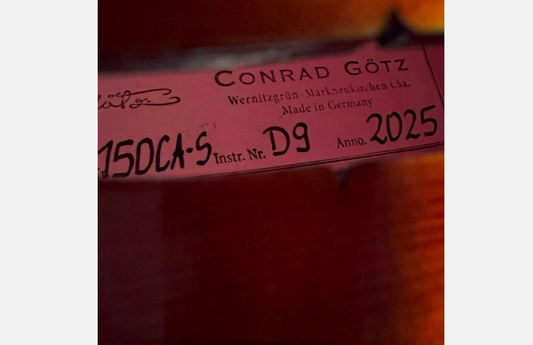 CONRAD GÖTZ
Wernitzgrün · Markneukirchen i.Sa.
Made in Germany
150CA-S Instr. Nr. D9 Anno. 2025